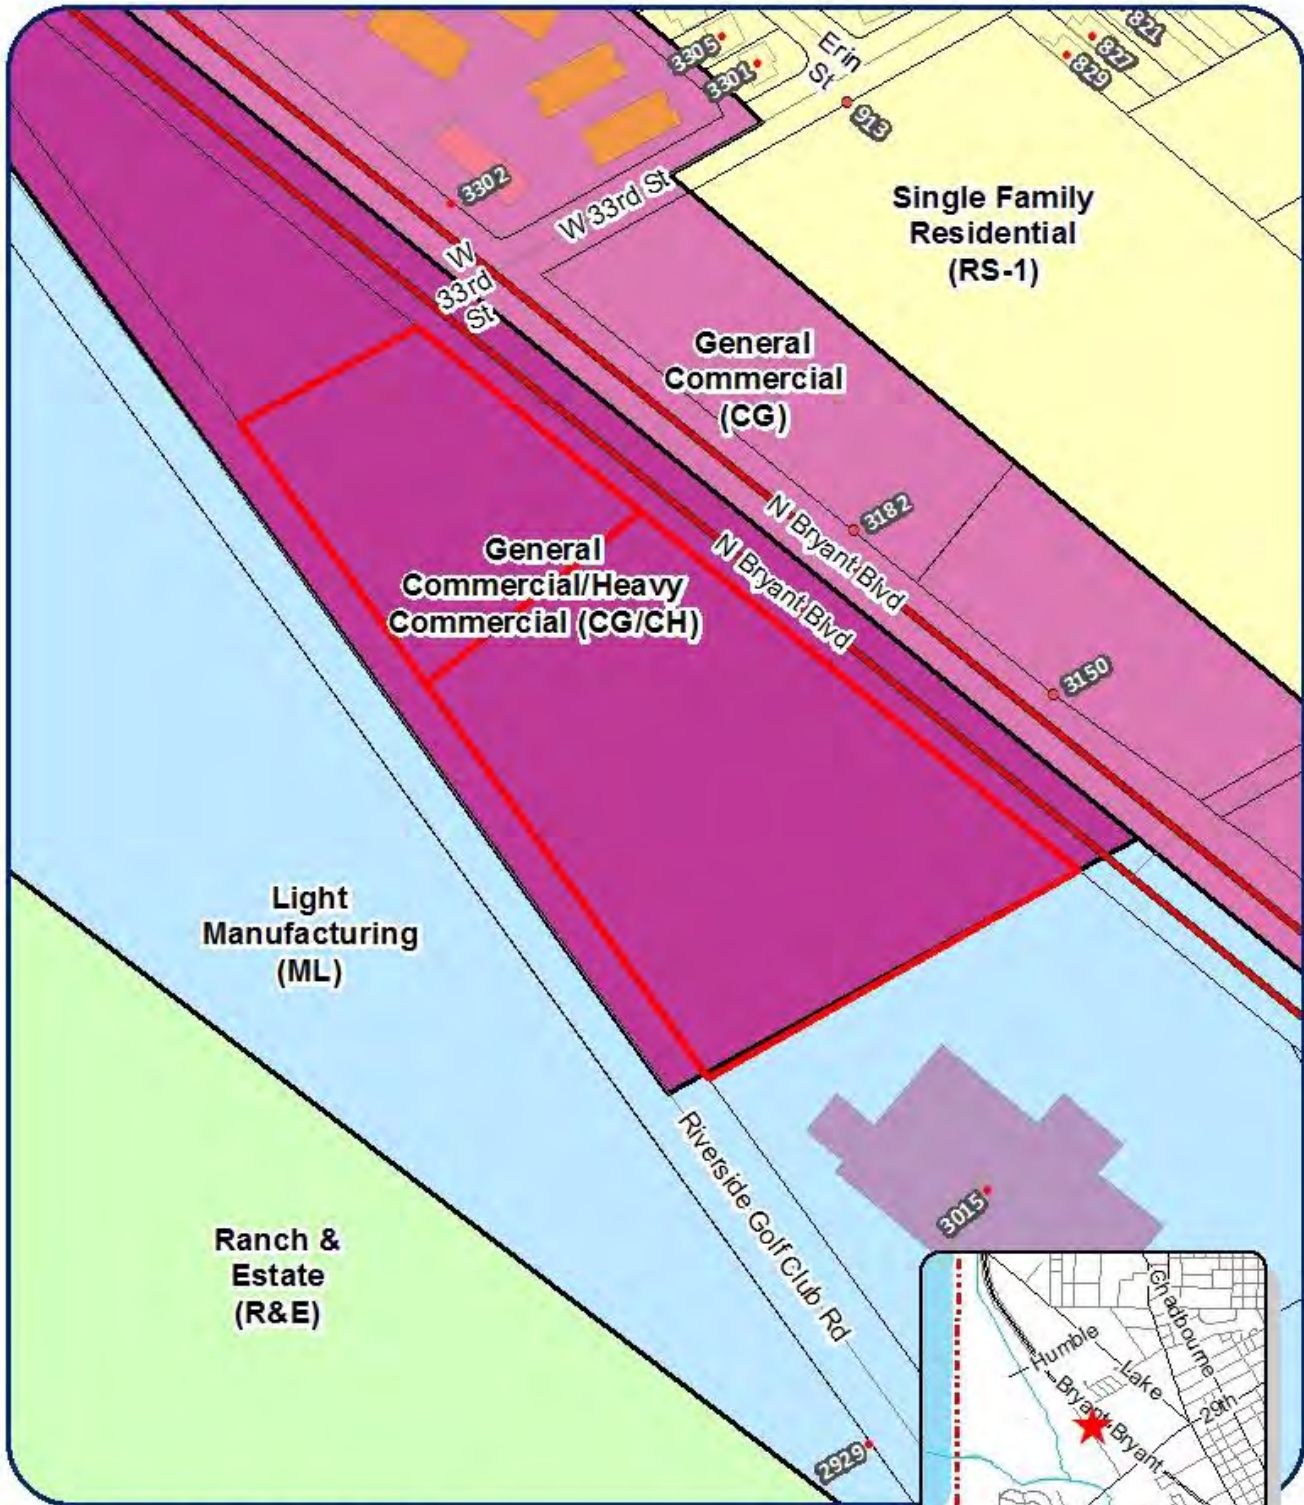 821
827
829
3305
3301
Erin
St
913
3302
W 33rd St
Single Family
Residential
(RS-1)
W
33rd
St
General
Commercial
(CG)
N Bryant Blvd
3182
N Bryant Blvd
General
Commercial/Heavy
Commercial (CG/CH)
3150
Light
Manufacturing
(ML)
Riverside Golf Club Rd
3015
Ranch &
Estate
(R&E)
2929
Chadbourne
Humble
Lake
29th
Bryant
Bryant